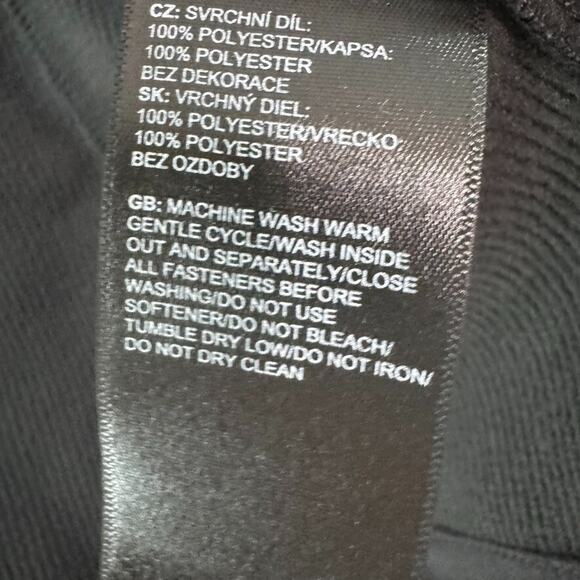 CZ: SVRCHNÍ DÍL:
100% POLYESTER/KAPSA:
100% POLYESTER
BEZ DEKORACE
SK: VRCHNÝ DIEL:
100% POLYESTER/VRECKO:
100% POLYESTER
BEZ OZDOBY
GB: MACHINE WASH WARM
GENTLE CYCLE/WASH INSIDE
OUT AND SEPARATELY/CLOSE
ALL FASTENERS BEFORE
WASHING/DO NOT USE
SOFTENER/DO NOT BLEACH/
TUMBLE DRY LOW/DO NOT IRON/
DO NOT DRY CLEAN